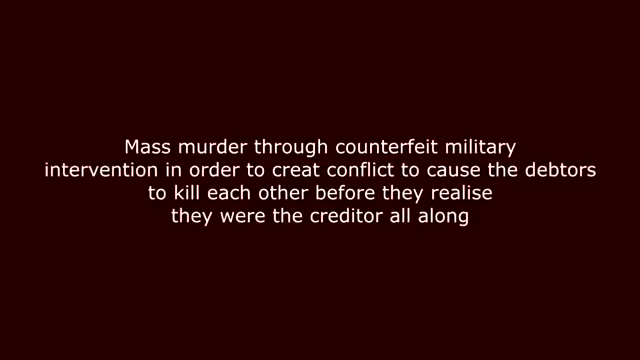 Mass murder through counterfeit military
intervention in order to creat conflict to cause the debtors
to kill each other before they realise
they were the creditor all along